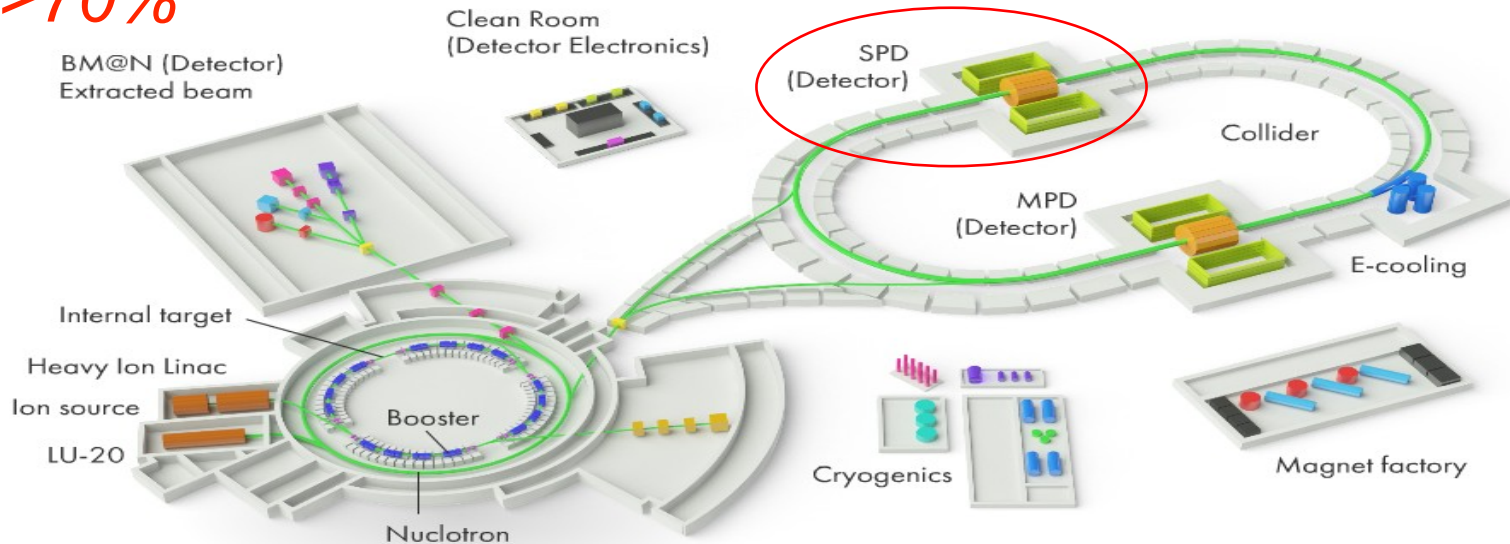 >70%
Clean Room
(Detector Electronics)
BM@N (Detector)
Extracted beam
SPD
(Detector)
Collider
MPD
(Detector)
E-cooling
Internal target
Heavy Ion Linac
Ion source
LU-20
Booster
Nuclotron
Cryogenics
Magnet factory